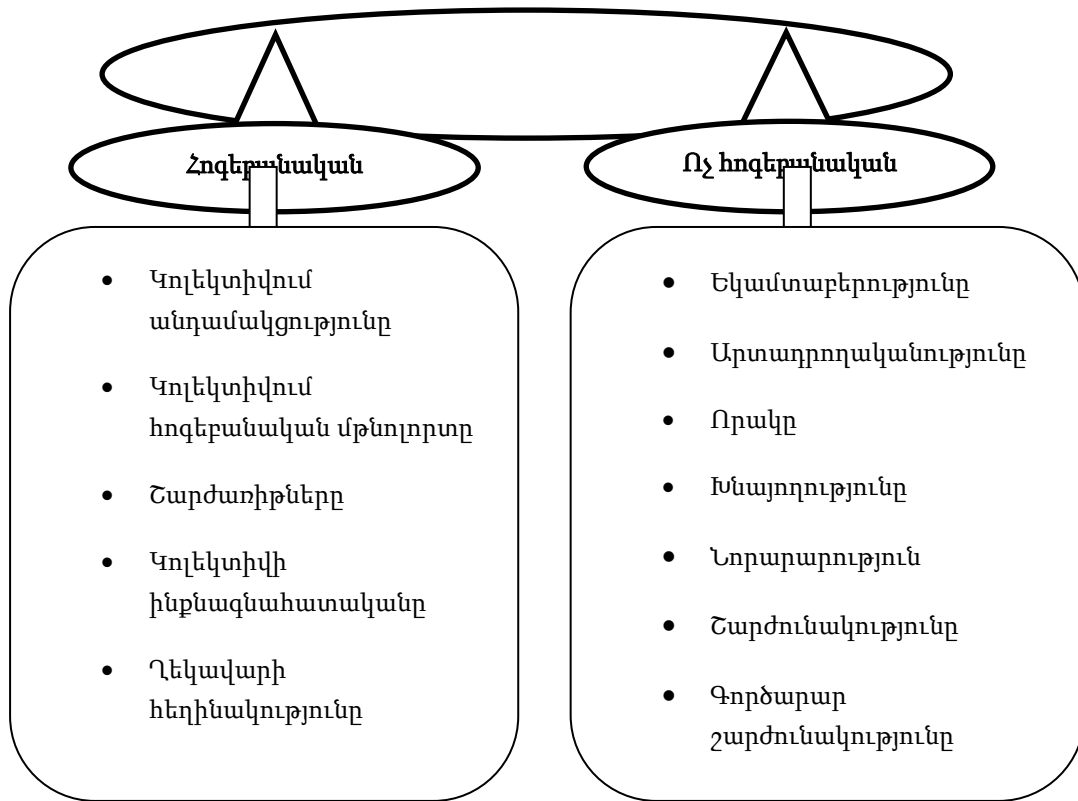 Հոգեբանական
Ոչ հոգեբանական
• Կոլեկտիվում
անդամակցությունը
• Կոլեկտիվում
հոգեբանական մթնոլորտը
• Շարժառիթները
• Կոլեկտիվի
ինքնագնահատականը
• Ղեկավարի
հեղինակությունը
• Եկամտաբերությունը
• Արտադրողականությունը
• Որակը
• Խնայողությունը
• Նորարարություն
• Շարժունակությունը
• Գործարար
շարժունակությունը